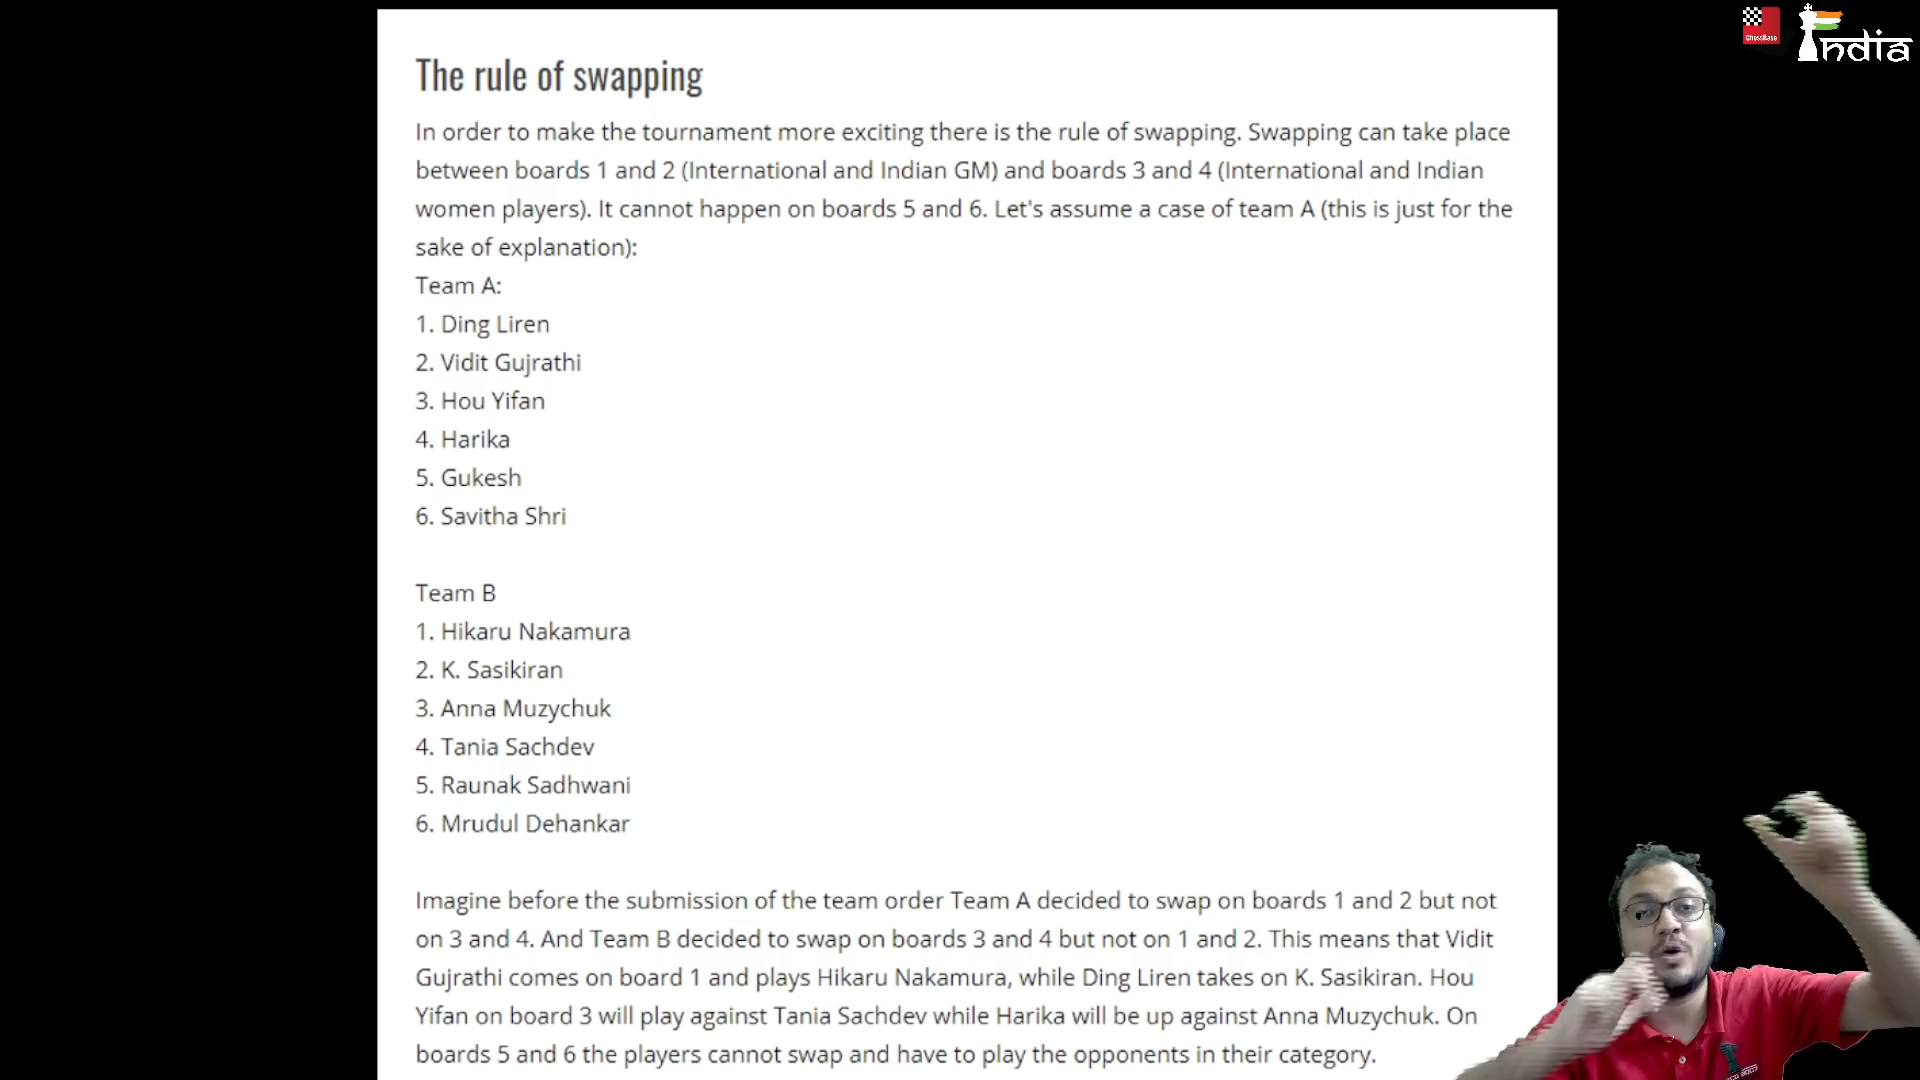 The rule of swapping
In order to make the tournament more exciting there is the rule of swapping. Swapping can take place
between boards 1 and 2 (International and Indian GM) and boards 3 and 4 (International and Indian
women players). It cannot happen on boards 5 and 6. Let's assume a case of team A (this is just for the
sake of explanation):
Team A:
1. Ding Liren
2. Vidit Gujrathi
3. Hou Yifan
4. Harika
5. Gukesh
6. Savitha Shri
Team B
1. Hikaru Nakamura
2. K. Sasikiran
3. Anna Muzychuk
4. Tania Sachdev
5. Raunak Sadhwani
6. Mrudul Dehankar
Imagine before the submission of the team order Team A decided to swap on boards 1 and 2 but not
on 3 and 4. And Team B decided to swap on boards 3 and 4 but not on 1 and 2. This means that Vidit
Gujrathi comes on board 1 and plays Hikaru Nakamura, while Ding Liren takes on K. Sasikiran. Hou
Yifan on board 3 will play against Tania Sachdev while Harika will be up against Anna Muzychuk. On
boards 5 and 6 the players cannot swap and have to play the opponents in their category.
ChessBase
India